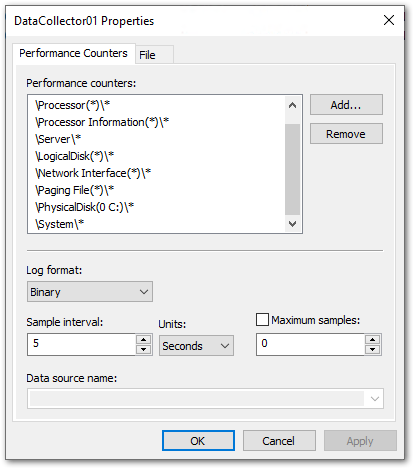 DataCollector01 Properties
Performance Counters
File
Performance counters:
\Processor(*)\*
\Processor Information(*)\*
\Server\*
\LogicalDisk(*)\*
\Network Interface(*)\*
\Paging File(*)\*
\PhysicalDisk(0 C:)\*
\System\*
Add...
Remove
Log format:
Binary
Sample interval:
Units:
Maximum samples:
5
Seconds
0
Data source name:
OK
Cancel
Apply